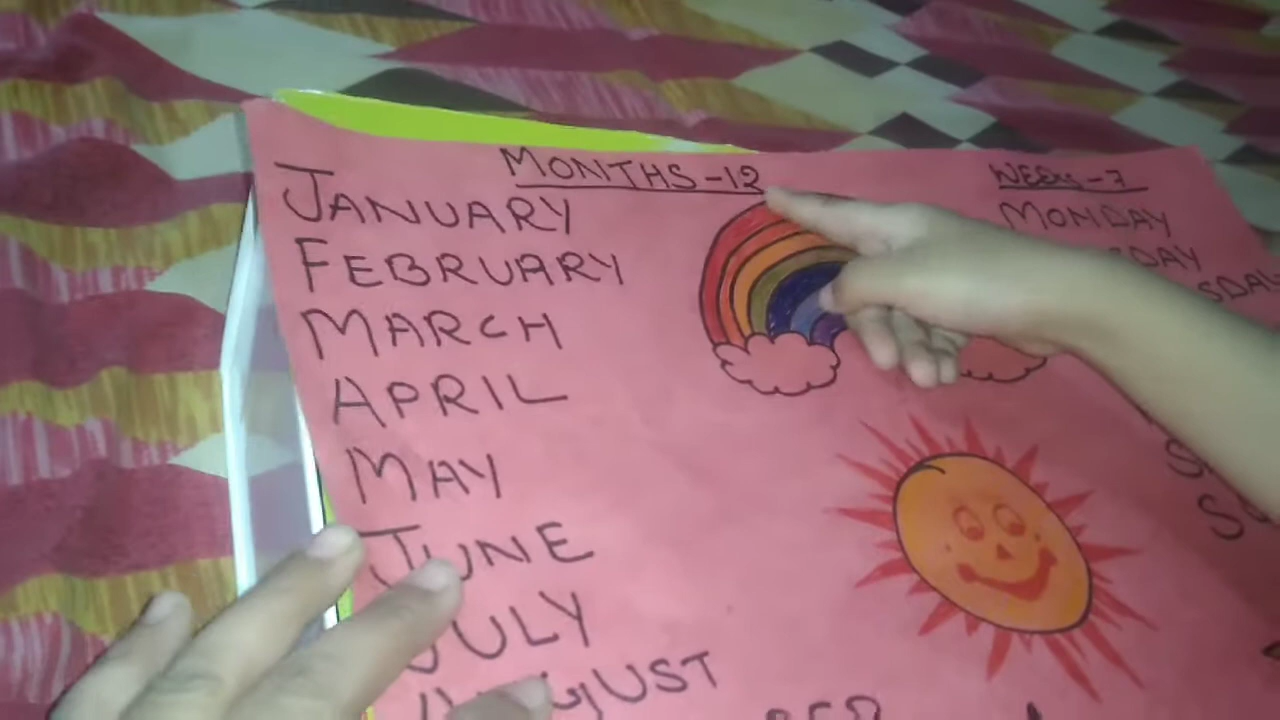 MONTHS-12
JANUARY
FEBRUARY
MARCH
APRIL
MAY
JUNE
JULY
AUGUST
WEEK-7
MONDAY